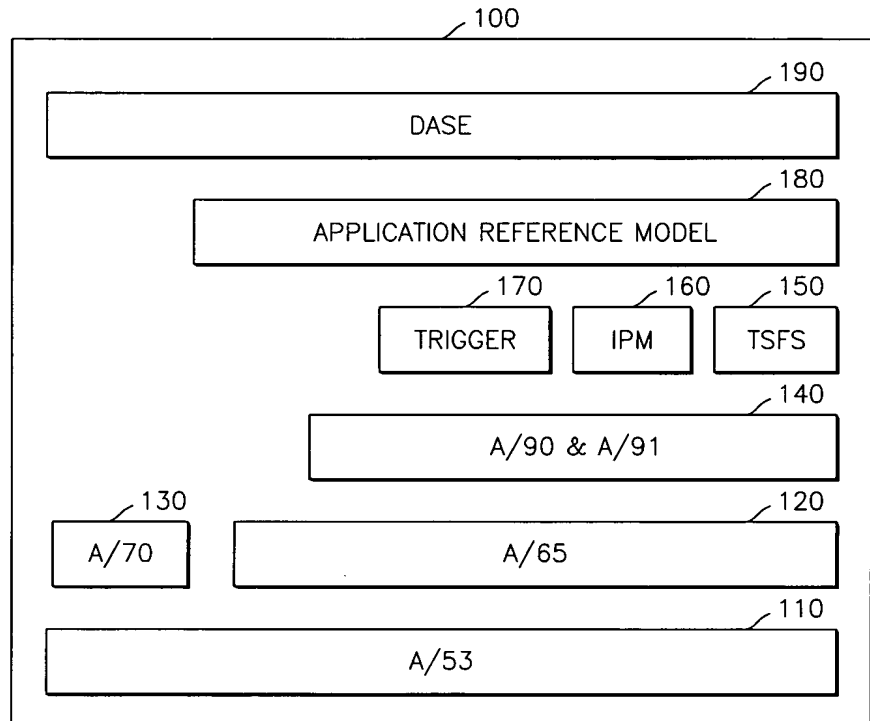 100
190
DASE
180
APPLICATION REFERENCE MODEL
170 160 150
TRIGGER IPM TSFS
140
A/90 & A/91
130 120
A/70 A/65
110
A/53